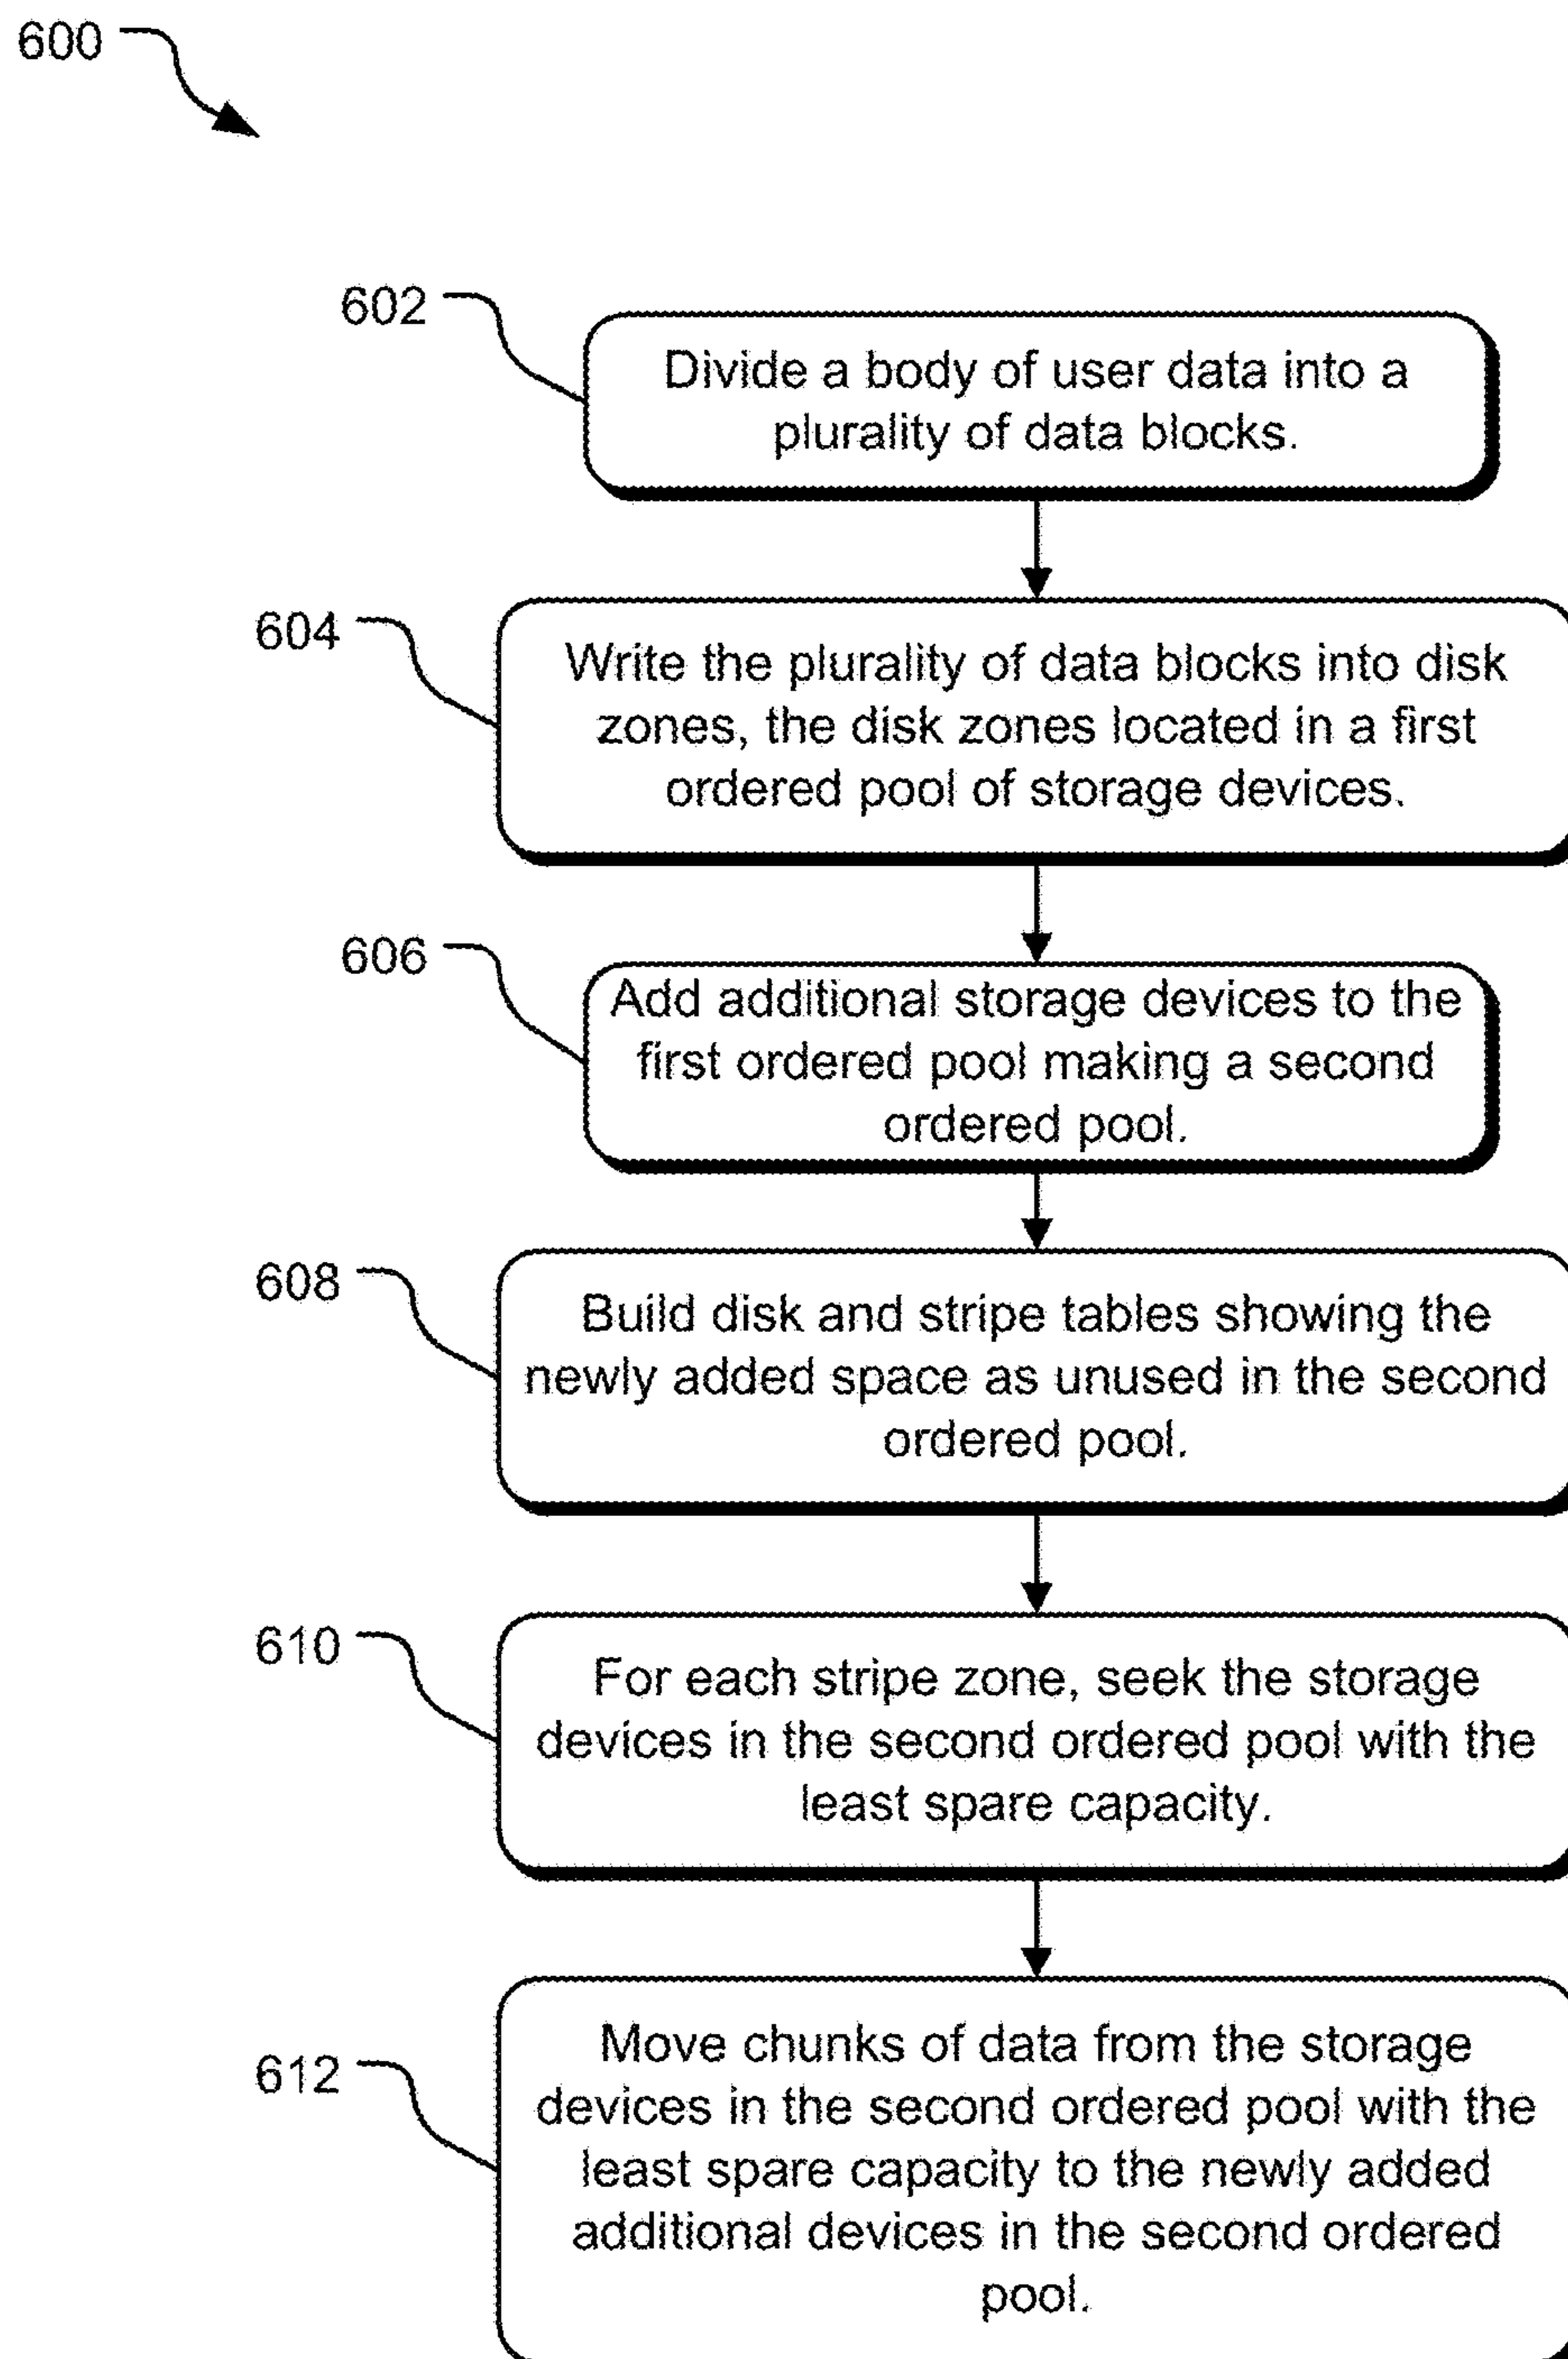 600
602
Divide a body of user data into a
plurality of data blocks.
604
Write the plurality of data blocks into disk
zones, the disk zones located in a first
ordered pool of storage devices.
606
Add additional storage devices to the
first ordered pool making a second
ordered pool.
608
Build disk and stripe tables showing the
newly added space as unused in the second
ordered pool.
610
For each stripe zone, seek the storage
devices in the second ordered pool with the
least spare capacity.
612
Move chunks of data from the storage
devices in the second ordered pool with the
least spare capacity to the newly added
additional devices in the second ordered
pool.